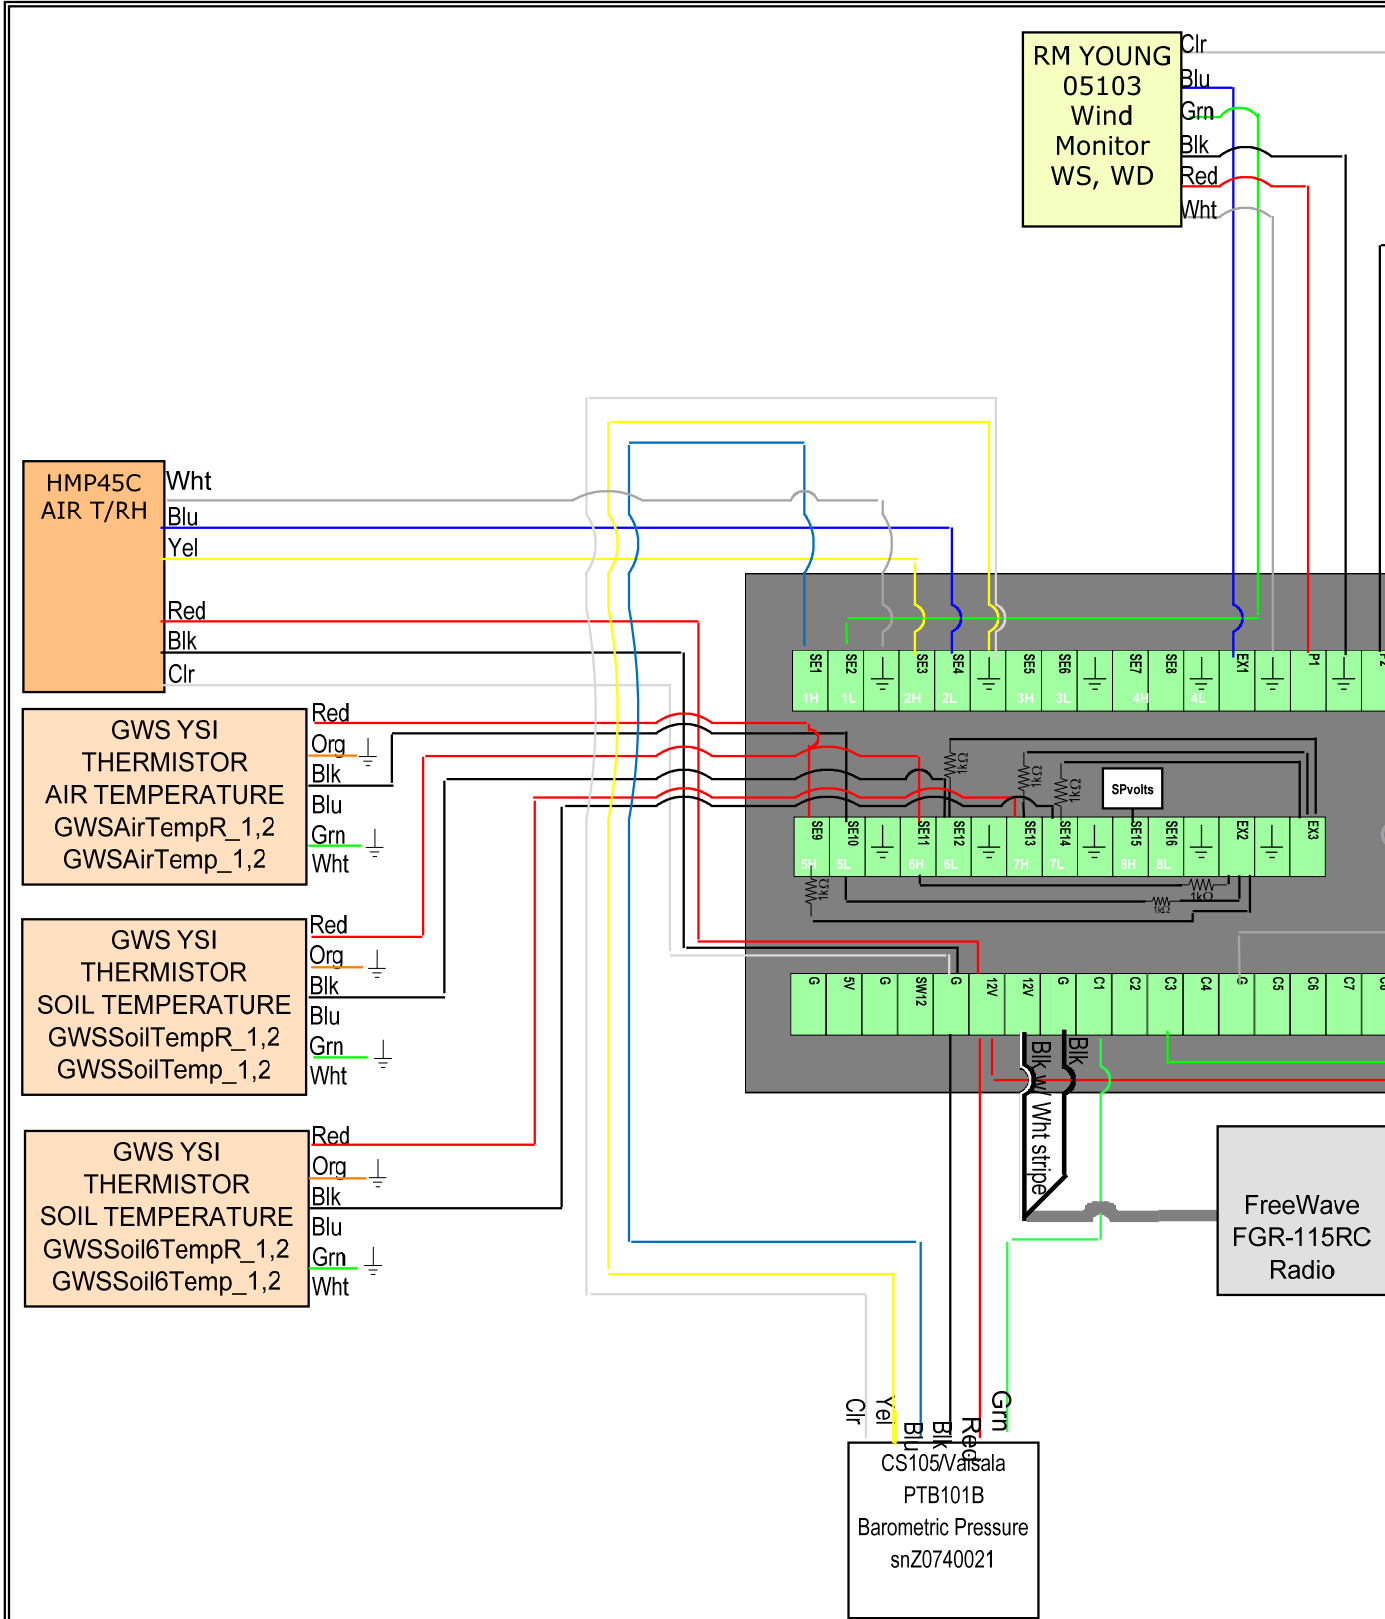 RM YOUNG
05103
Wind
Monitor
WS, WD
Clr
Blu
Grn
Blk
Red
Wht
HMP45C
AIR T/RH
Wht
Blu
Yel
Red
Blk
Clr
GWS YSI
THERMISTOR
AIR TEMPERATURE
GWSAirTempR_1,2
GWSAirTemp_1,2
Red
Org
Blk
Blu
Grn
Wht
GWS YSI
THERMISTOR
SOIL TEMPERATURE
GWSSoilTempR_1,2
GWSSoilTemp_1,2
Red
Org
Blk
Blu
Grn
Wht
GWS YSI
THERMISTOR
SOIL TEMPERATURE
GWSSoil6TempR_1,2
GWSSoil6Temp_1,2
Red
Org
Blk
Blu
Grn
Wht
SE1 SE2 SE3 SE4 SE5 SE6 SE7 SE8 EX1 P1
1H 1L 2H 2L 3H 3L 4H 4L
1kΩ 1kΩ 1kΩ
SPvolts
SE9 SE10 SE11 SE12 SE13 SE14 SE15 SE16 EX2 EX3
5H 5L 6H 6L 7H 7L 8H 8L
1kΩ 1kΩ 1kΩ
G 5V G SW12 G 12V 12V G C1 C2 C3 C4 G C5 C6 C7
Blk w/ Wht stripe
Blk
FreeWave
FGR-115RC
Radio
Clr
Yel
Blu
Blk
Red
Grn
CS105/Vaisala
PTB101B
Barometric Pressure
snZ0740021